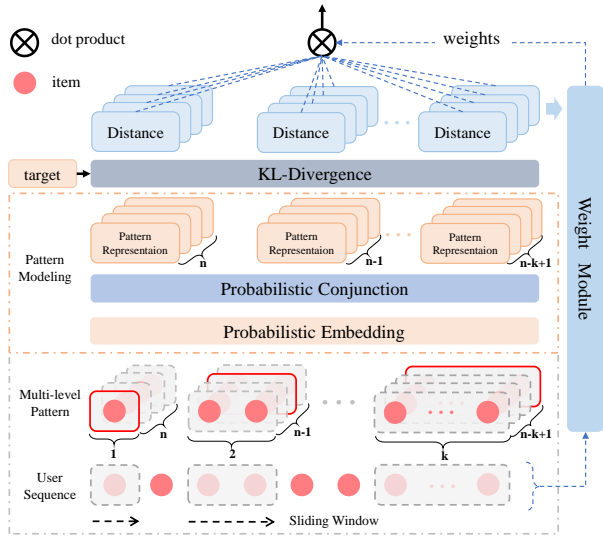 dot product
weights
item
Distance
Distance
Distance
target
KL-Divergence
Pattern
Modeling
Pattern
Representaion
n
Pattern
Representaion
n-1
Pattern
Representaion
n-k+1
Probabilistic Conjunction
Probabilistic Embedding
Weight Module
Multi-level
Pattern
1
n
2
n-1
k
n-k+1
User
Sequence
Sliding Window